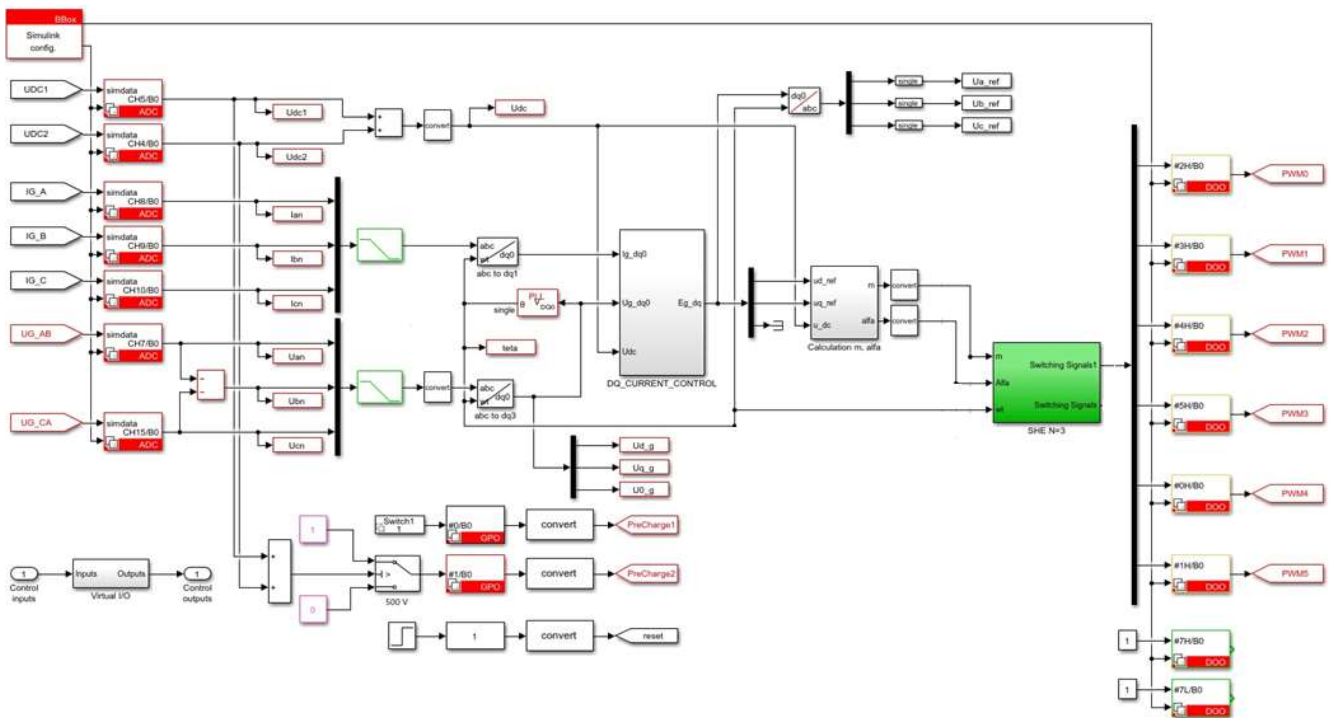 BBox
Simulink
config.
UDC1
simdata
CH5/B0
ADC
Udc1
UDC2
simdata
CH4/B0
ADC
Udc2
+
+
convert
Udc
IG_A
simdata
CH8/B0
ADC
Ian
IG_B
simdata
CH9/B0
ADC
Ibn
IG_C
simdata
CH10/B0
ADC
Icn
UG_AB
simdata
CH7/B0
ADC
Uan
Ubn
UG_CA
simdata
CH15/B0
ADC
Ucn
convert
abc
wt
dq0
abc to dq1
PLL
θ
DQ0
single
teta
abc
wt
dq0
abc to dq3
Ud_g
Uq_g
U0_g
Ig_dq0
Ug_dq0
Eg_dq
Udc
DQ_CURRENT_CONTROL
dq0
abc
single
Ua_ref
single
Ub_ref
single
Uc_ref
ud_ref
uq_ref
u_dc
m
alfa
Calculation m, alfa
convert
convert
m
Alfa
wt
Switching Signals1
Switching Signals
SHE N=3
#2H/B0
DOO
PWM0
#3H/B0
DOO
PWM1
#4H/B0
DOO
PWM2
#5H/B0
DOO
PWM3
#0H/B0
DOO
PWM4
#1H/B0
DOO
PWM5
1
#7H/B0
DOO
1
#7L/B0
DOO
Switch1
1
#0/B0
GPO
convert
PreCharge1
1
+
+
0
>
500 V
#1/B0
GPO
convert
PreCharge2
1
convert
reset
1
Control
inputs
Inputs
Outputs
Virtual I/O
1
Control
outputs